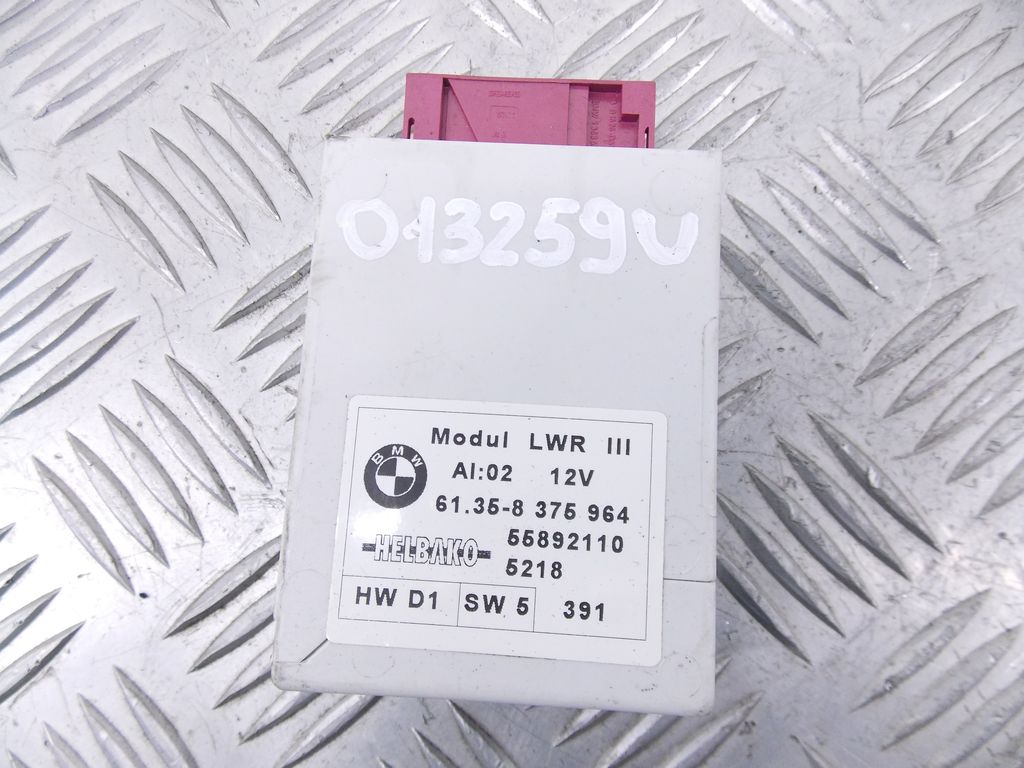 013259U
Modul LWR III
BMW
AI:02 12V
61.35-8 375 964
55892110
HELBAKO
5218
HW D1 SW 5 391